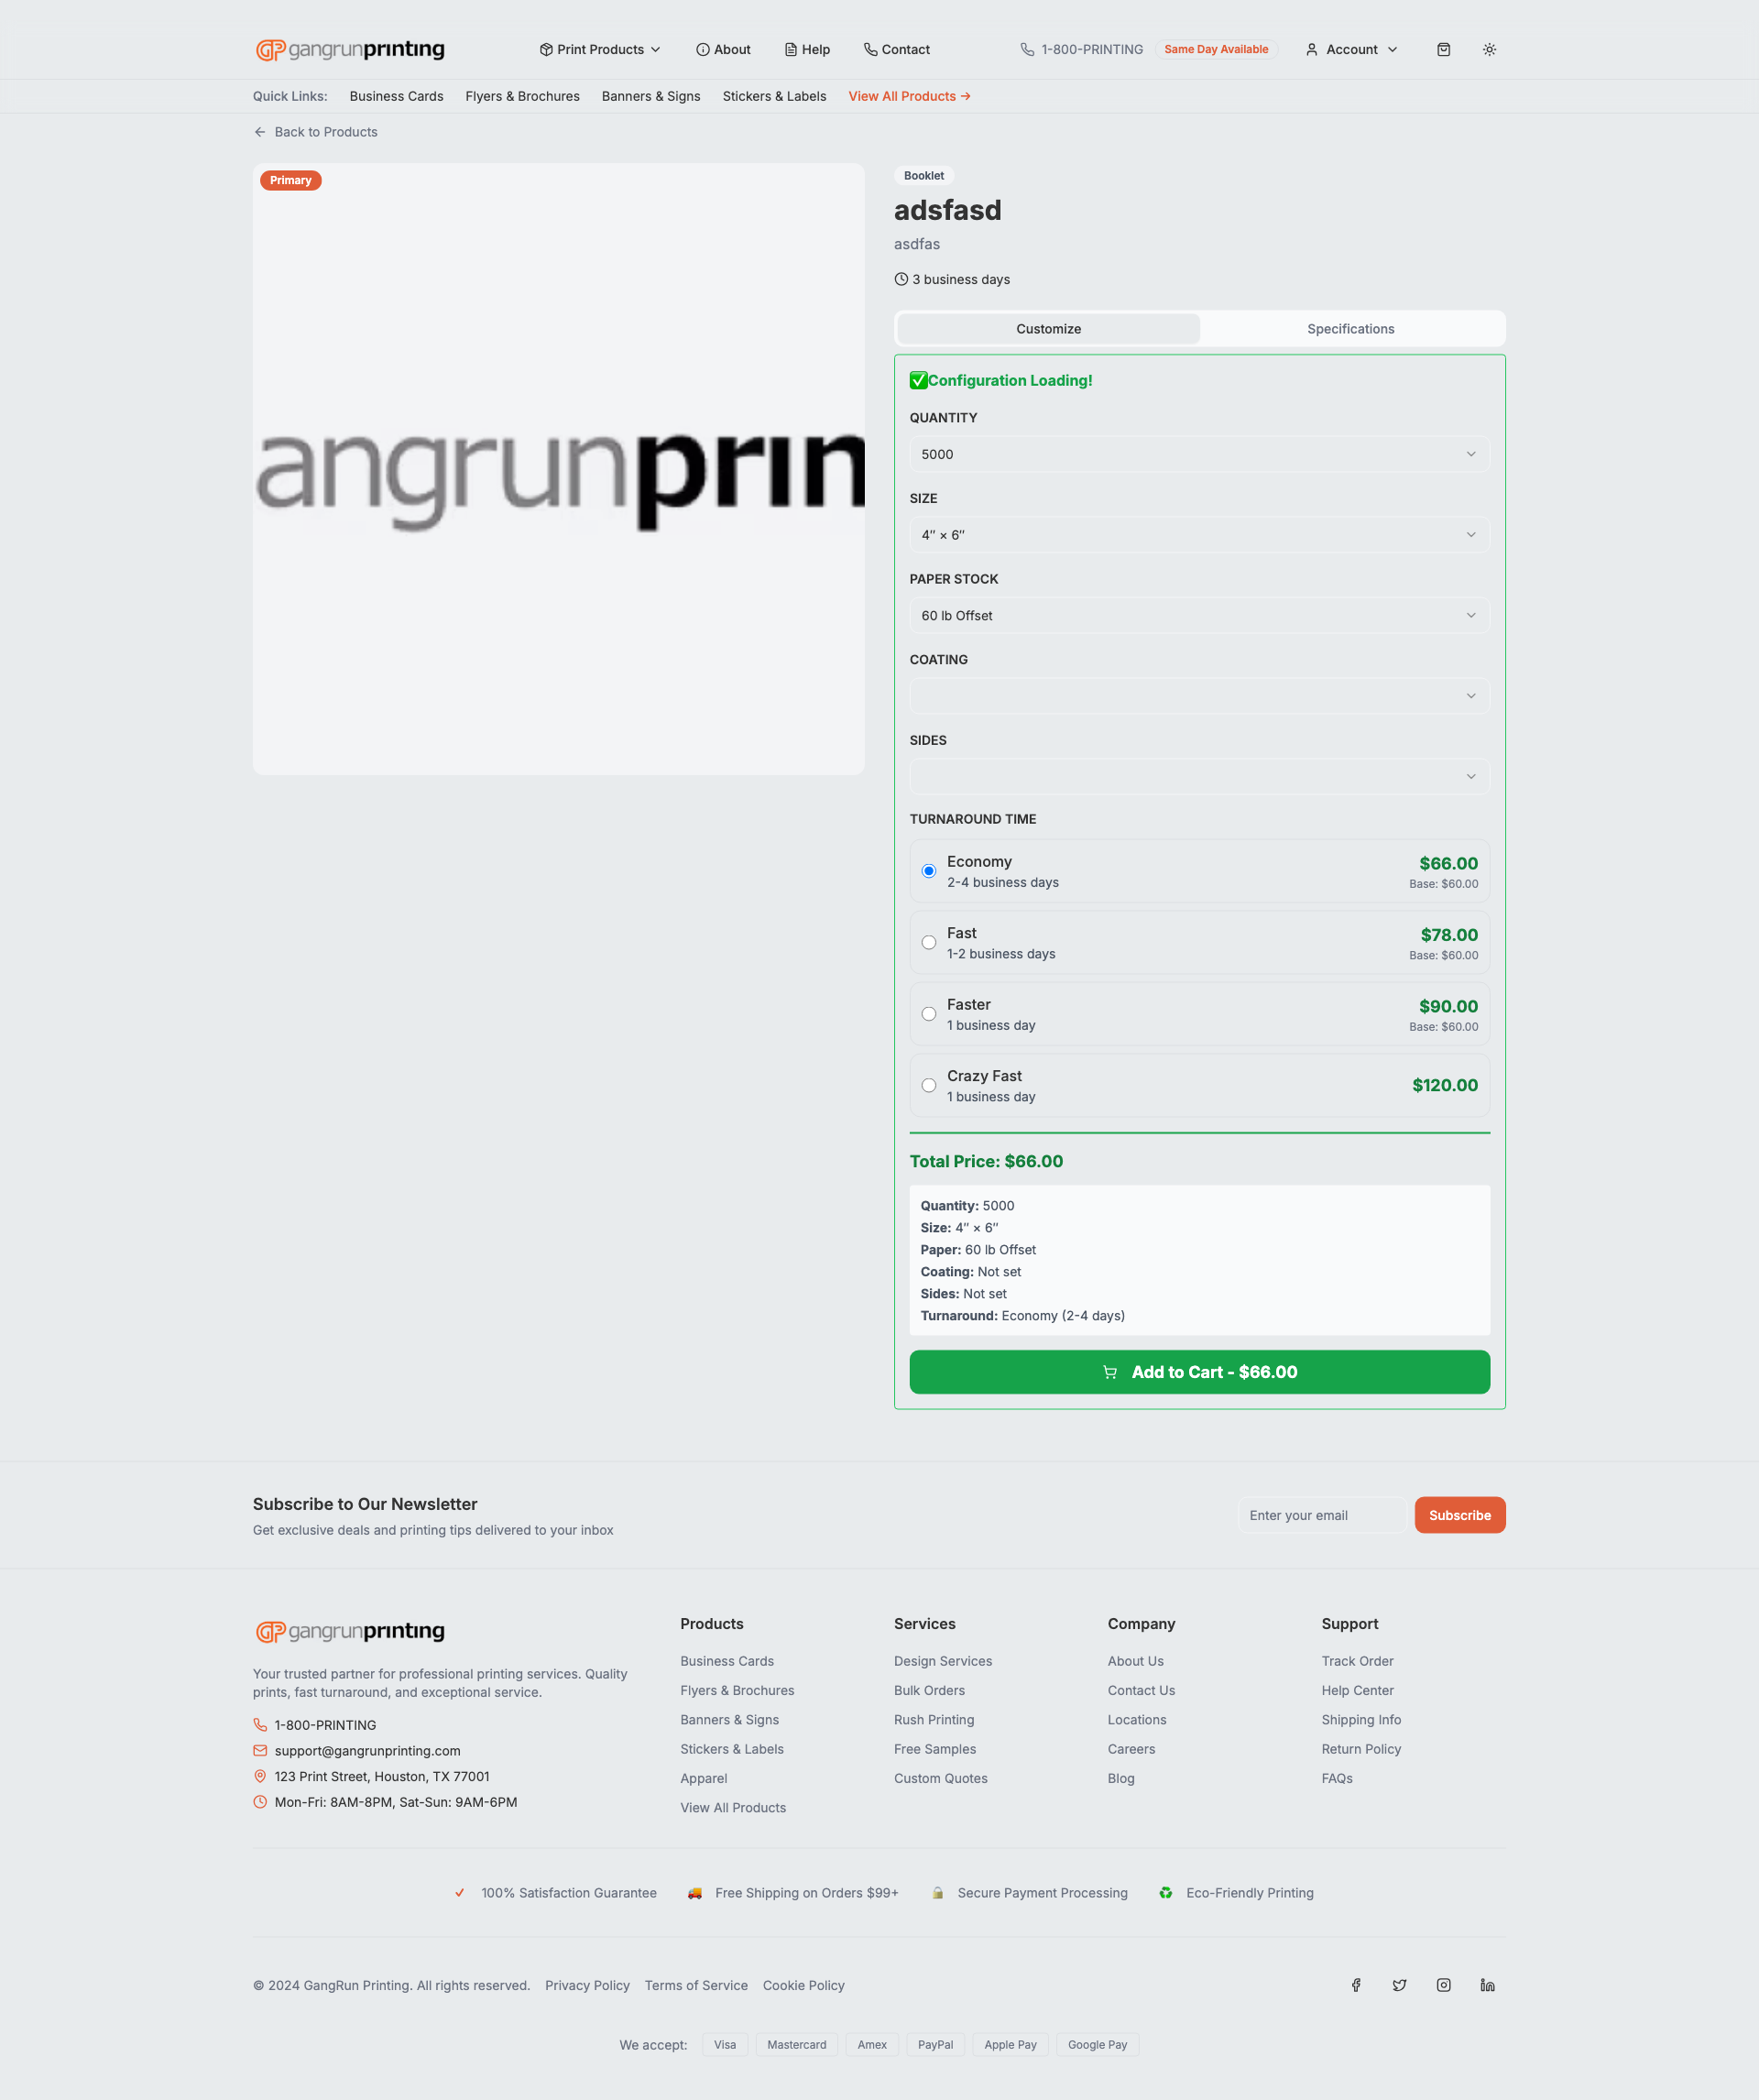 gangrunprinting
Print Products
About
Help
Contact
1-800-PRINTING
Same Day Available
Account
Quick Links:
Business Cards
Flyers & Brochures
Banners & Signs
Stickers & Labels
View All Products →
Back to Products
Primary
angrunprin
Booklet
adsfasd
asdfas
3 business days
Customize
Specifications
✅Configuration Loading!
QUANTITY
5000
SIZE
4″ × 6″
PAPER STOCK
60 lb Offset
COATING
SIDES
TURNAROUND TIME
Economy
2-4 business days
$66.00
Base: $60.00
Fast
1-2 business days
$78.00
Base: $60.00
Faster
1 business day
$90.00
Base: $60.00
Crazy Fast
1 business day
$120.00
Total Price: $66.00
Quantity: 5000
Size: 4″ × 6″
Paper: 60 lb Offset
Coating: Not set
Sides: Not set
Turnaround: Economy (2-4 days)
Add to Cart - $66.00
Subscribe to Our Newsletter
Get exclusive deals and printing tips delivered to your inbox
Enter your email
Subscribe
gangrunprinting
Your trusted partner for professional printing services. Quality
prints, fast turnaround, and exceptional service.
1-800-PRINTING
support@gangrunprinting.com
123 Print Street, Houston, TX 77001
Mon-Fri: 8AM-8PM, Sat-Sun: 9AM-6PM
Products
Business Cards
Flyers & Brochures
Banners & Signs
Stickers & Labels
Apparel
View All Products
Services
Design Services
Bulk Orders
Rush Printing
Free Samples
Custom Quotes
Company
About Us
Contact Us
Locations
Careers
Blog
Support
Track Order
Help Center
Shipping Info
Return Policy
FAQs
✓ 100% Satisfaction Guarantee
🚚 Free Shipping on Orders $99+
🔒 Secure Payment Processing
♻️ Eco-Friendly Printing
© 2024 GangRun Printing. All rights reserved.
Privacy Policy
Terms of Service
Cookie Policy
We accept:
Visa
Mastercard
Amex
PayPal
Apple Pay
Google Pay